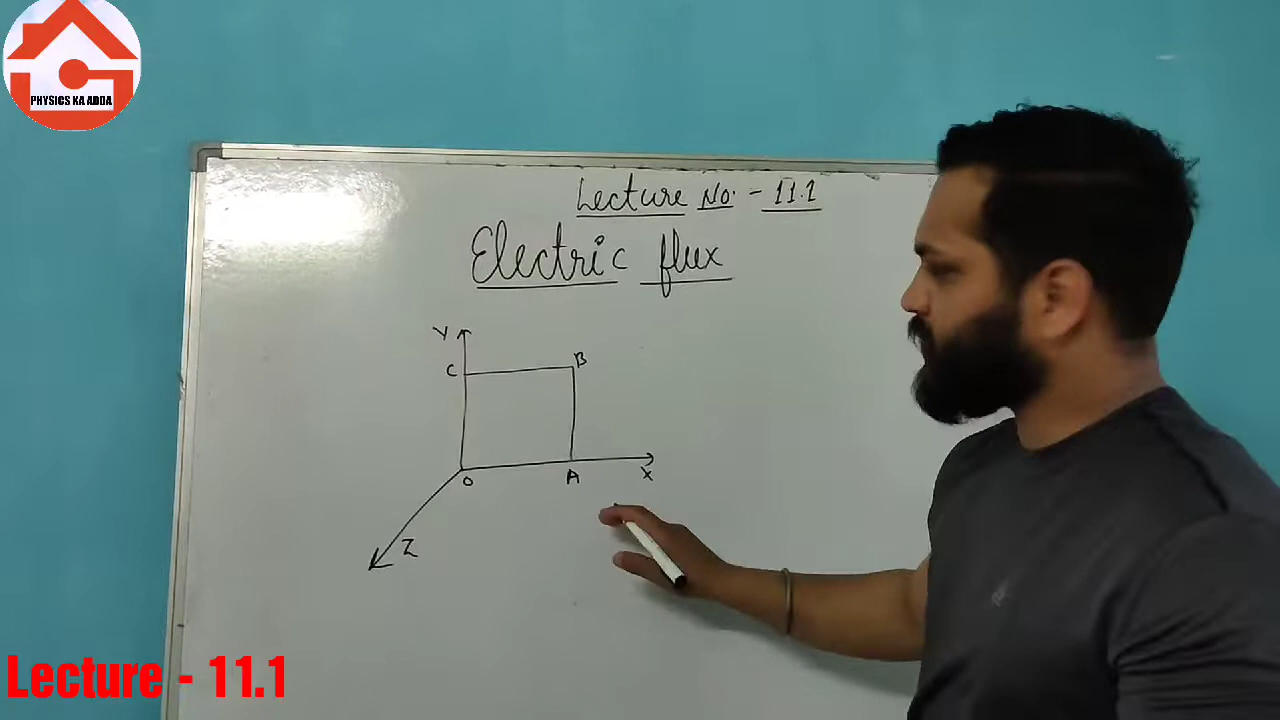 PHYSICS KA ADDA
Lecture No. - 11.1
Electric flux
Y
C
B
O
A
X
Z
Lecture - 11.1